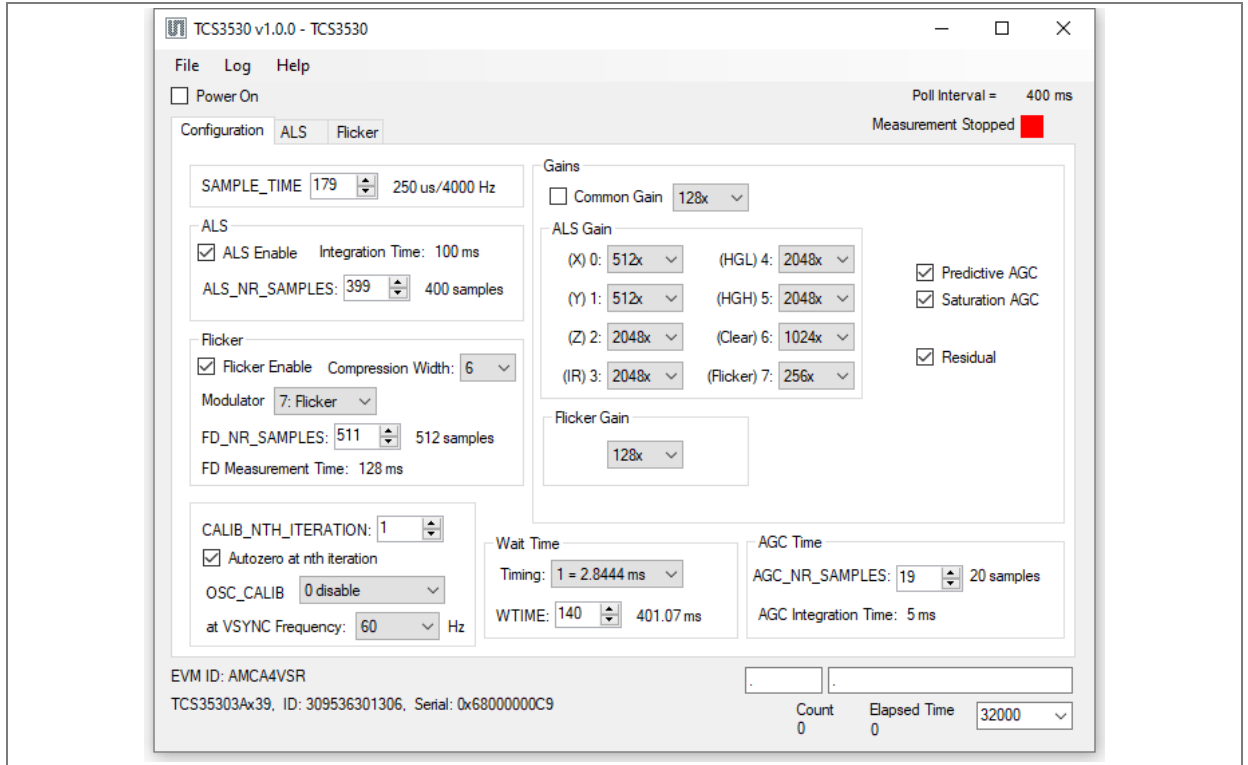 TCS3530 v1.0.0 - TCS3530
File Log Help
Power On
Poll Interval = 400 ms
Configuration ALS Flicker
Measurement Stopped
SAMPLE_TIME 179 250 us/4000 Hz
ALS
ALS Enable Integration Time: 100 ms
ALS_NR_SAMPLES: 399 400 samples
Flicker
Flicker Enable Compression Width: 6
Modulator 7: Flicker
FD_NR_SAMPLES: 511 512 samples
FD Measurement Time: 128 ms
Gains
Common Gain 128x
ALS Gain
(X) 0: 512x (HGL) 4: 2048x
(Y) 1: 512x (HGH) 5: 2048x
(Z) 2: 2048x (Clear) 6: 1024x
(IR) 3: 2048x (Flicker) 7: 256x
Predictive AGC
Saturation AGC
Residual
Flicker Gain
128x
CALIB_NTH_ITERATION: 1
Autozero at nth iteration
OSC_CALIB 0 disable
at VSYNC Frequency: 60 Hz
Wait Time
Timing: 1 = 2.8444 ms
WTIME: 140 401.07 ms
AGC Time
AGC_NR_SAMPLES: 19 20 samples
AGC Integration Time: 5 ms
EVM ID: AMCA4VSR
TCS35303Ax39, ID: 309536301306, Serial: 0x68000000C9
. .
Count Elapsed Time 32000
0 0